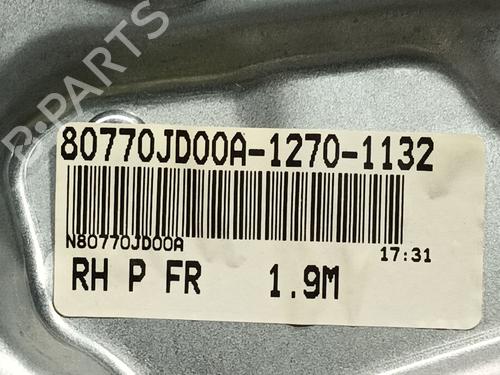 B-PARTS
80770JD00A-1270-1132
N80770JD00A
17:31
RH P FR 1.9M